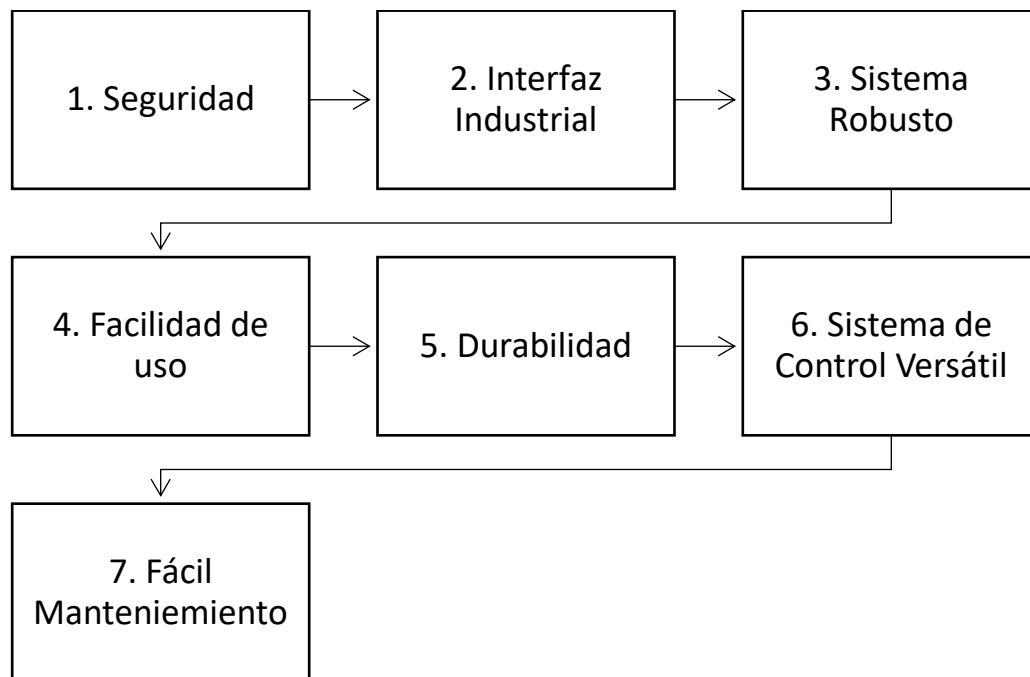 1. Seguridad
2. Interfaz
Industrial
3. Sistema
Robusto
4. Facilidad de
uso
5. Durabilidad
6. Sistema de
Control Versátil
7. Fácil
Manteniemiento